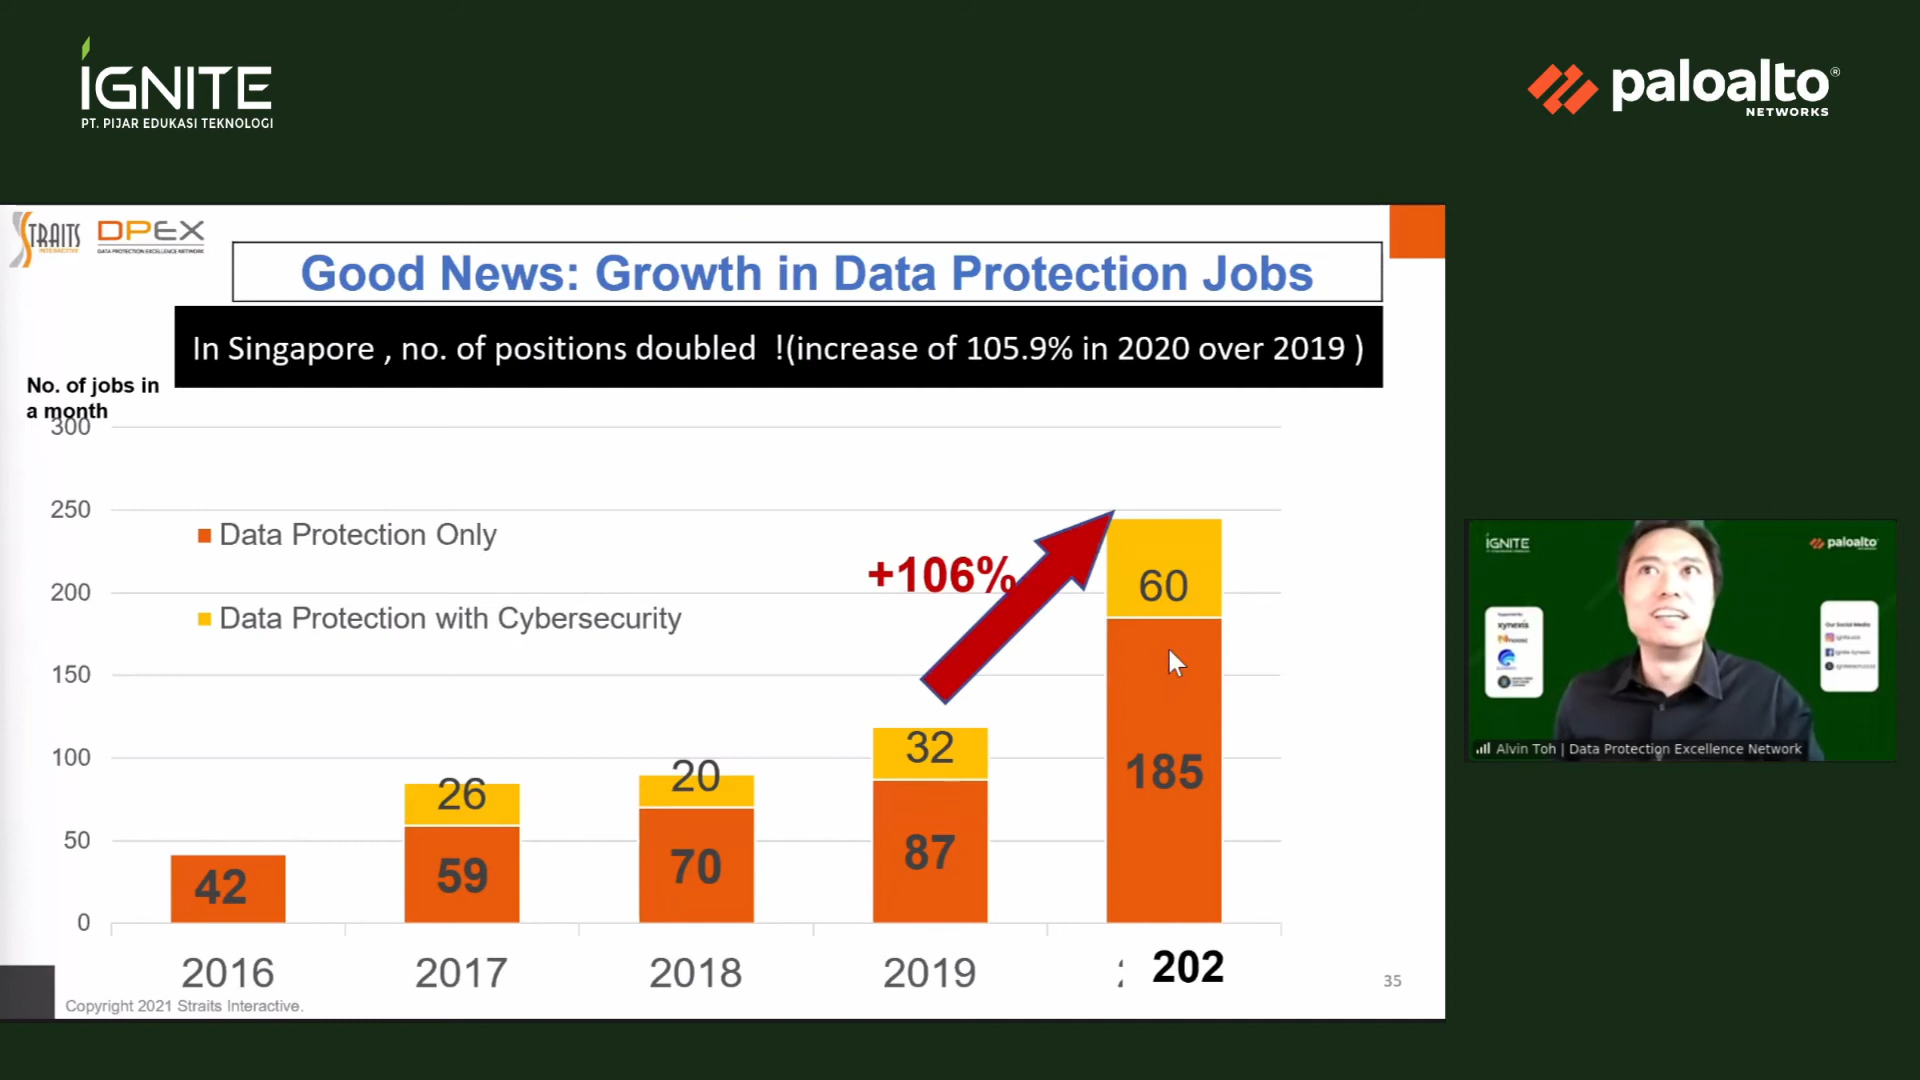 IGNITE
PT. PIJAR EDUKASI TEKNOLOGI
paloalto®
NETWORKS
STRAITS
DPEX
DATA PROTECTION EXCELLENCE NETWORK
Good News: Growth in Data Protection Jobs
In Singapore , no. of positions doubled !(increase of 105.9% in 2020 over 2019 )
No. of jobs in
a month
300
250
200
150
100
50
0
Data Protection Only
Data Protection with Cybersecurity
+106%
42
26
59
20
70
32
87
60
185
2016
2017
2018
2019
202
Copyright 2021 Straits Interactive.
35
IGNITE
paloalto
xynexis
Our Social Media
Alvin Toh | Data Protection Excellence Network